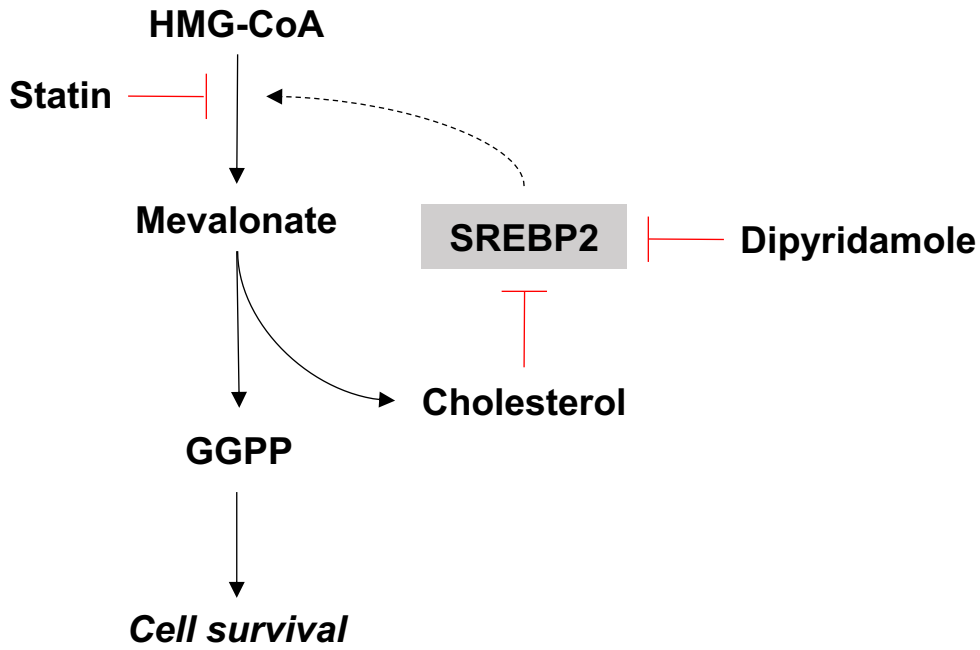 HMG-CoA
Statin
Mevalonate
SREBP2
Dipyridamole
Cholesterol
GGPP
Cell survival